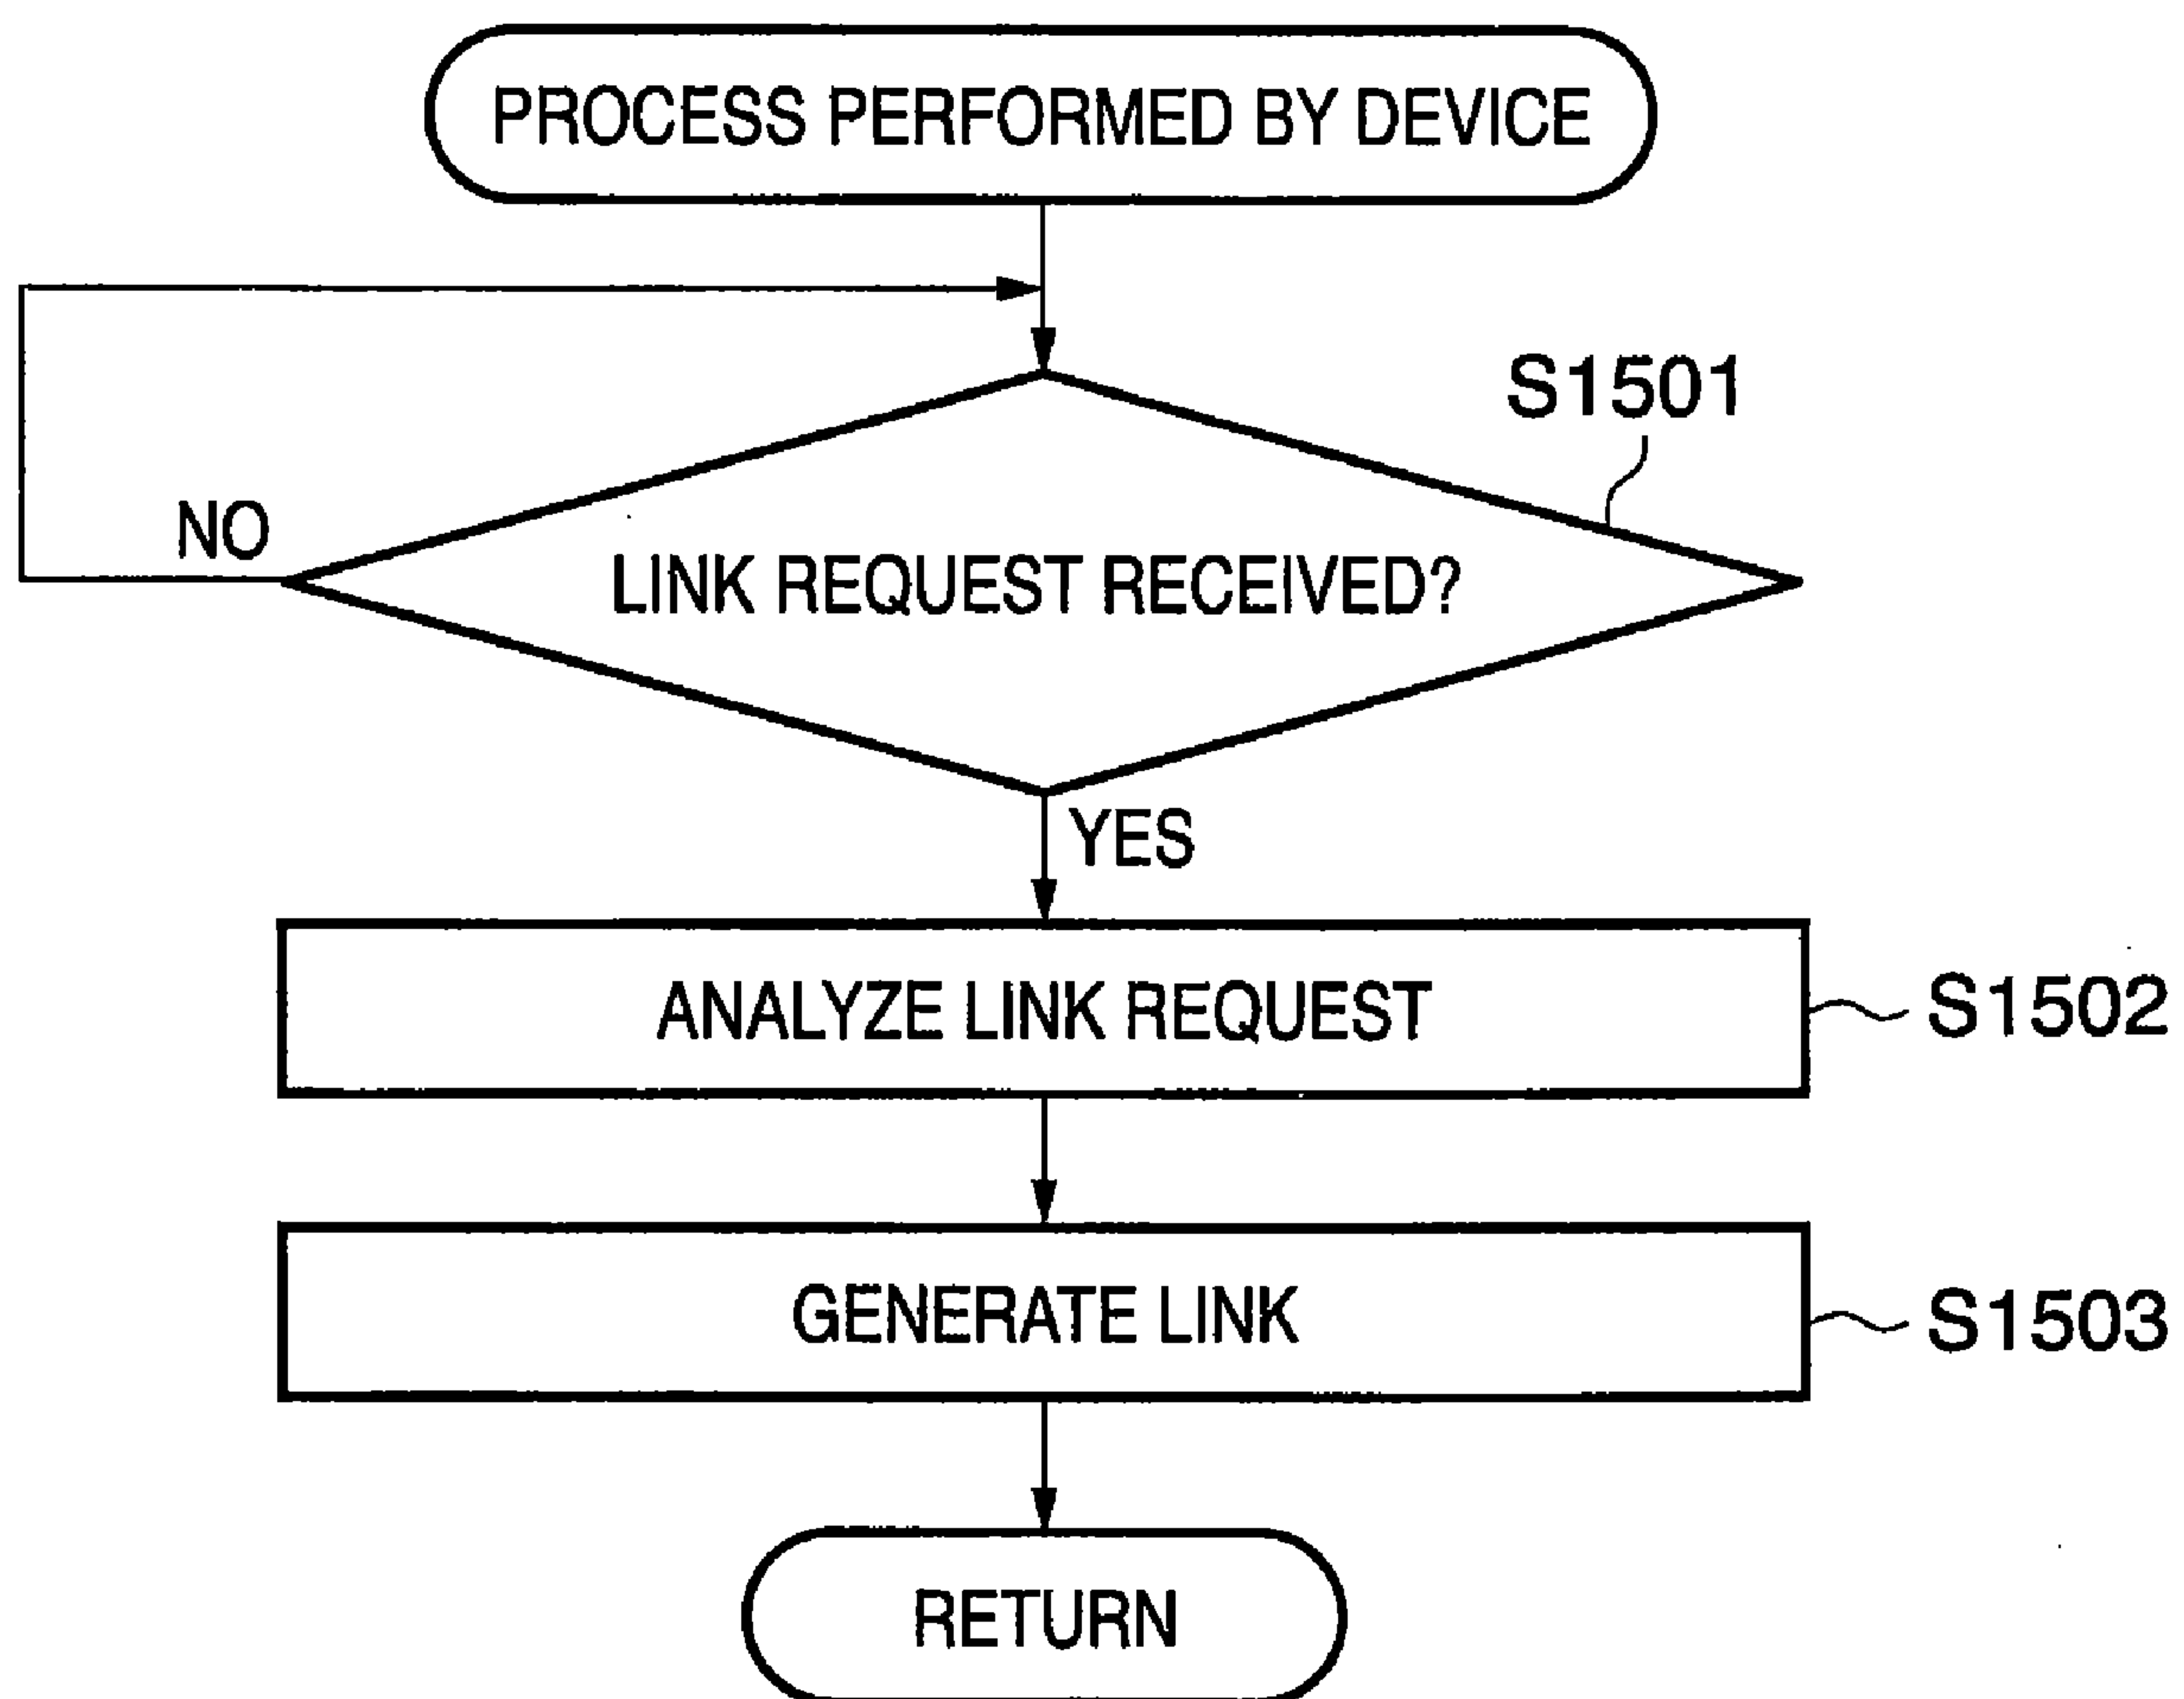 PROCESS PERFORMED BY DEVICE
S1501
NO
LINK REQUEST RECEIVED?
YES
ANALYZE LINK REQUEST
S1502
GENERATE LINK
S1503
RETURN